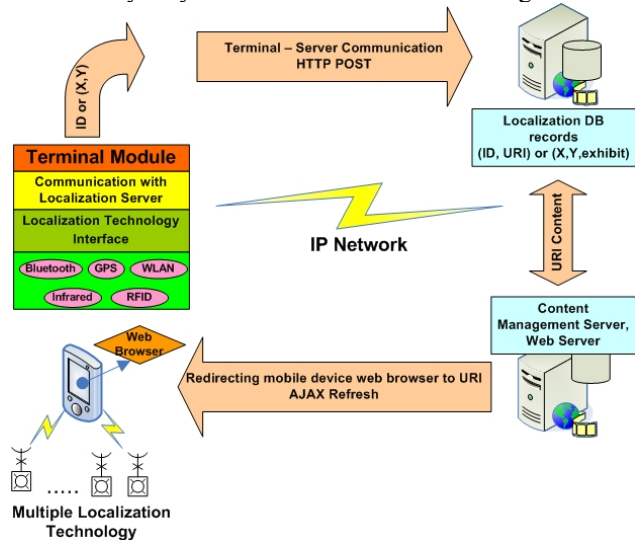 Terminal – Server Communication
HTTP POST
ID or (X,Y)
Localization DB
records
(ID, URI) or (X,Y,exhibit)
Terminal Module
Communication with
Localization Server
Localization Technology
Interface
Bluetooth
GPS
WLAN
Infrared
RFID
IP Network
URI Content
Content
Management Server,
Web Server
Web
Browser
Redirecting mobile device web browser to URI
AJAX Refresh
.....
Multiple Localization
Technology